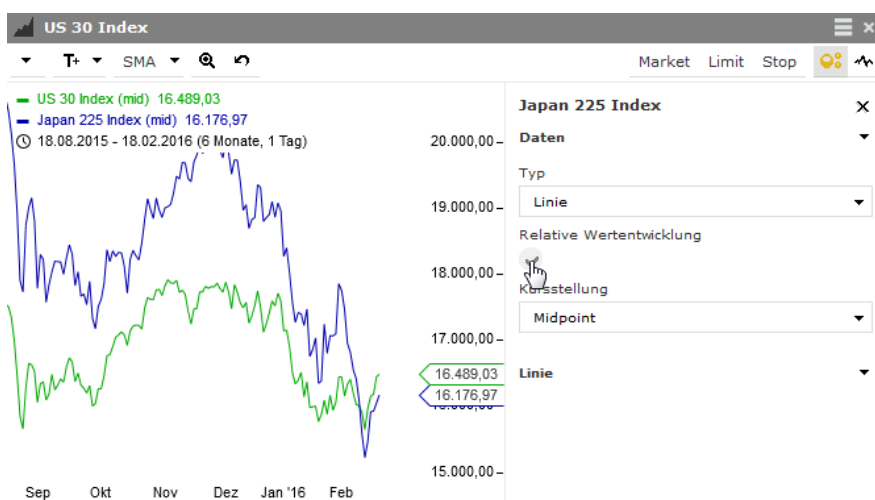 US 30 Index
T+ SMA Market Limit Stop
US 30 Index (mid) 16.489,03
Japan 225 Index (mid) 16.176,97
18.08.2015 - 18.02.2016 (6 Monate, 1 Tag)
20.000,00
19.000,00
18.000,00
17.000,00
16.489,03
16.176,97
15.000,00
Sep Okt Nov Dez Jan '16 Feb
Japan 225 Index
Daten
Typ
Linie
Relative Wertentwicklung
Kursstellung
Midpoint
Linie